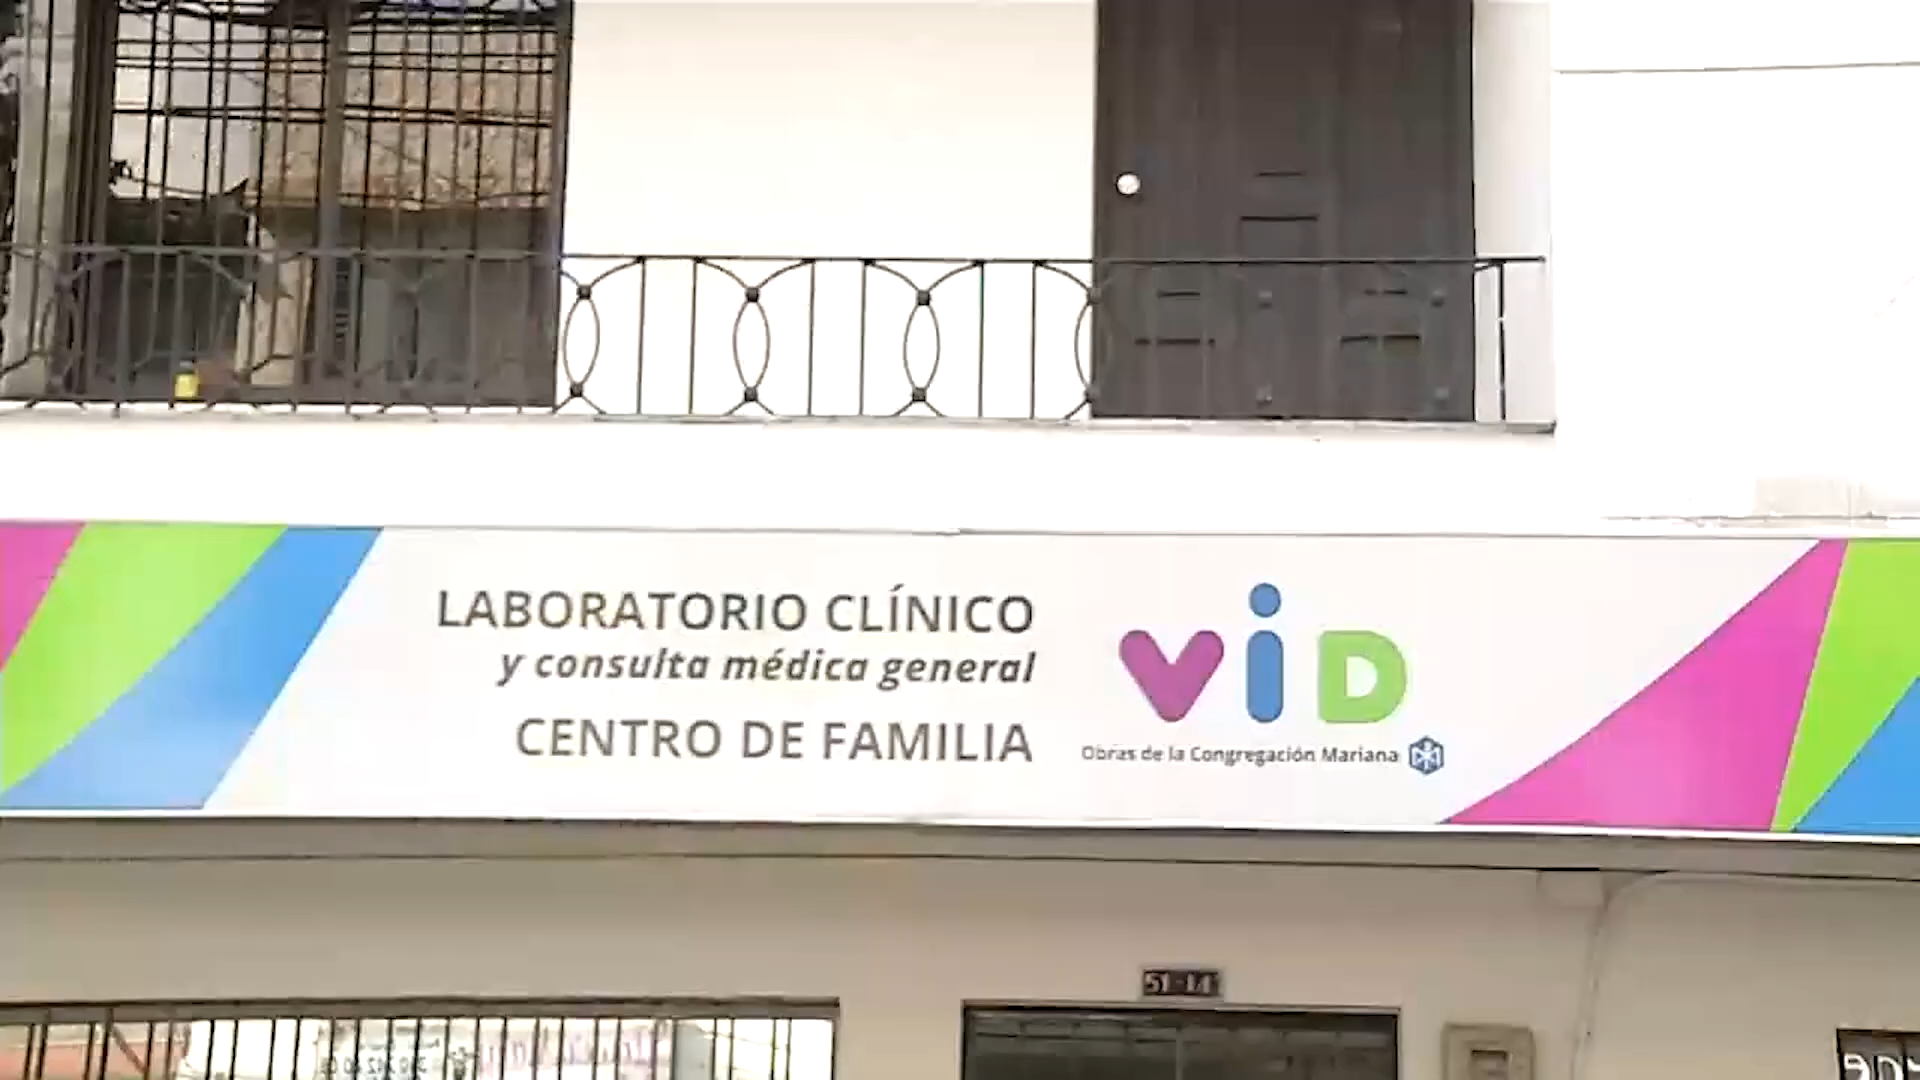 LABORATORIO CLÍNICO
y consulta médica general
CENTRO DE FAMILIA
ViD
Obras de la Congregación Mariana